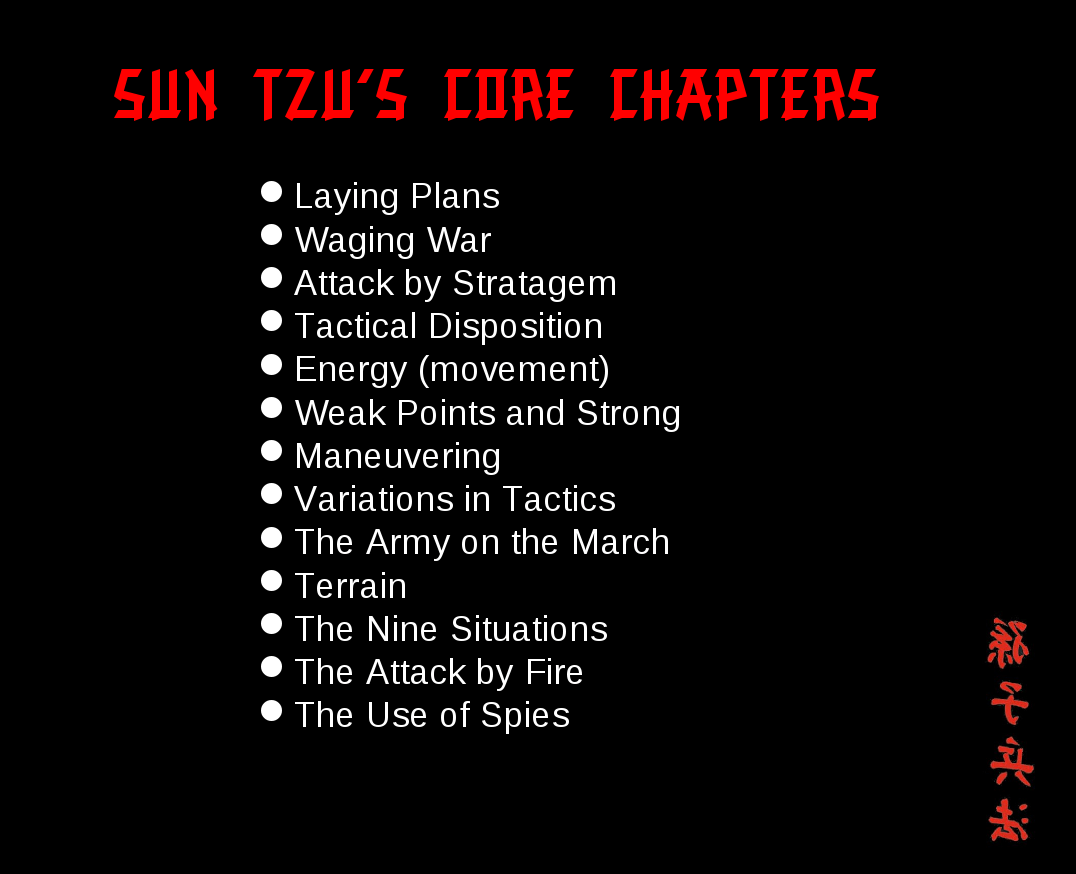 SUN TZU'S CORE CHAPTERS
● Laying Plans
● Waging War
● Attack by Stratagem
● Tactical Disposition
● Energy (movement)
● Weak Points and Strong
● Maneuvering
● Variations in Tactics
● The Army on the March
● Terrain
● The Nine Situations
● The Attack by Fire
● The Use of Spies
孫子兵法